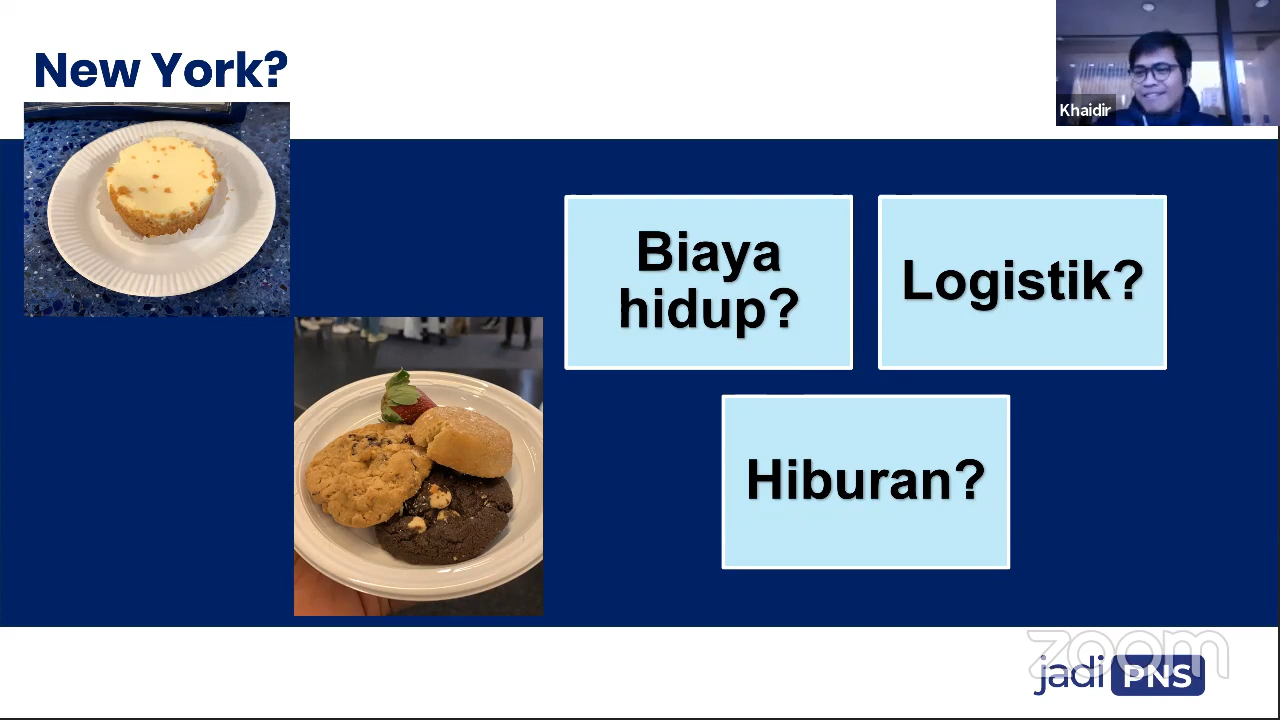 New York?
Khaidir
Biaya
hidup?
Logistik?
Hiburan?
zoom
jadi PNS